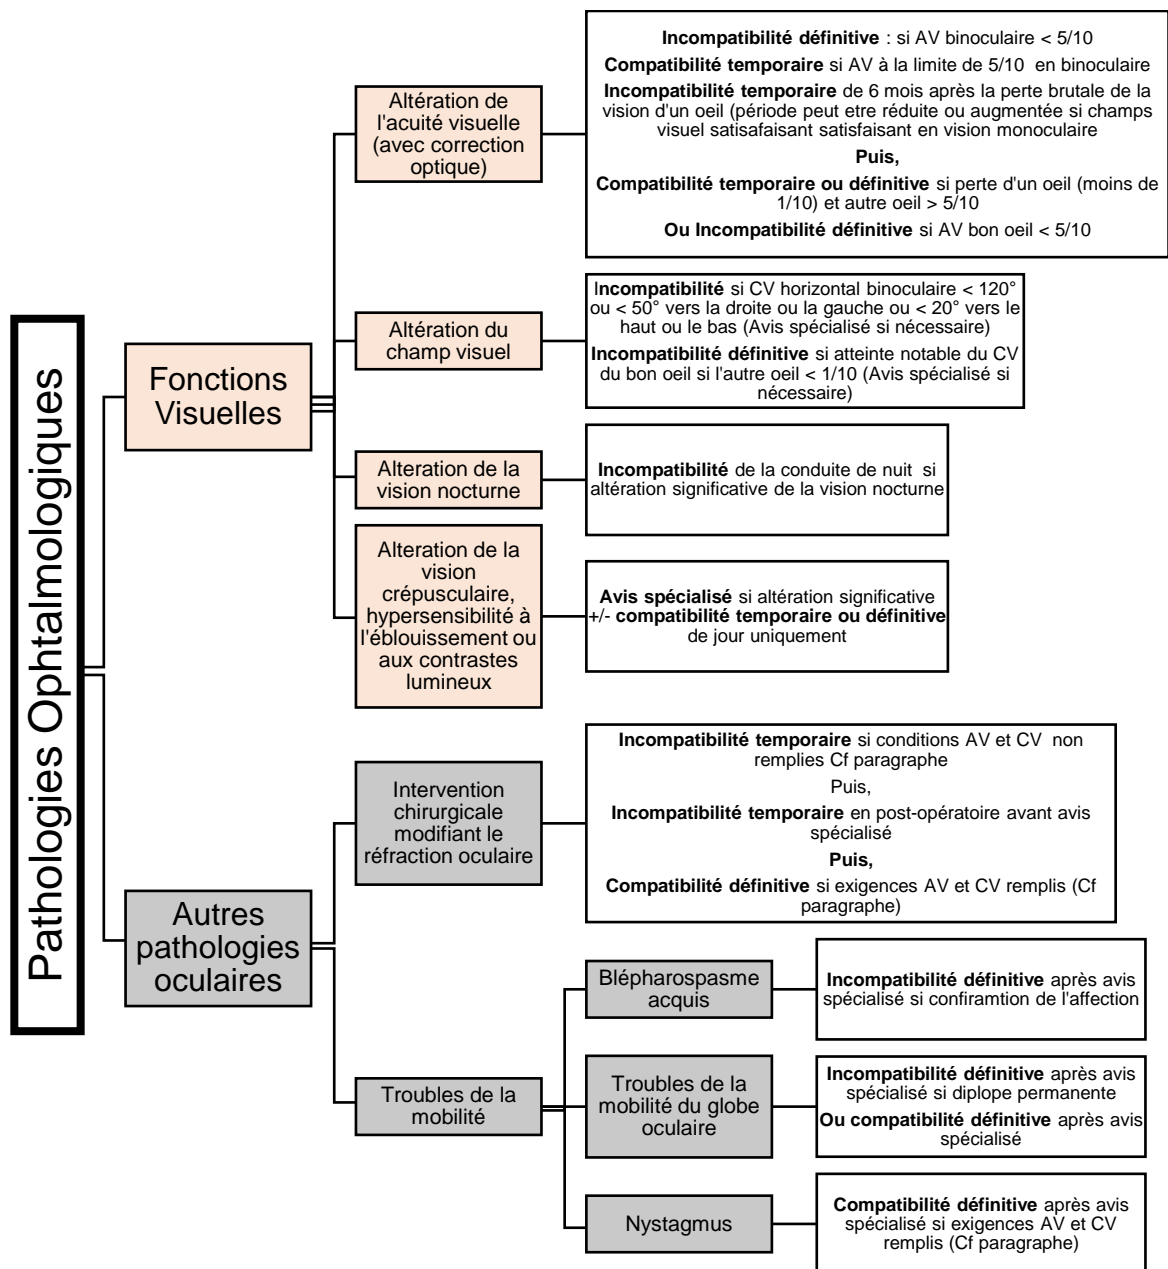 Pathologies Ophtalmologiques
Fonctions
Visuelles
Altération de
l'acuité visuelle
(avec correction
optique)
Incompatibilité définitive : si AV binoculaire < 5/10
Compatibilité temporaire si AV à la limite de 5/10 en binoculaire
Incompatibilité temporaire de 6 mois après la perte brutale de la
vision d'un oeil (période peut etre réduite ou augmentée si champs
visuel satisafaisant satisfaisant en vision monoculaire
Puis,
Compatibilité temporaire ou définitive si perte d'un oeil (moins de
1/10) et autre oeil > 5/10
Ou Incompatibilité définitive si AV bon oeil < 5/10
Altération du
champ visuel
Incompatibilité si CV horizontal binoculaire < 120°
ou < 50° vers la droite ou la gauche ou < 20° vers le
haut ou le bas (Avis spécialisé si nécessaire)
Incompatibilité définitive si atteinte notable du CV
du bon oeil si l'autre oeil < 1/10 (Avis spécialisé si
nécessaire)
Alteration de la
vision nocturne
Incompatibilité de la conduite de nuit si
altération significative de la vision nocturne
Alteration de la
vision
crépusculaire,
hypersensibilité à
l'éblouissement ou
aux contrastes
lumineux
Avis spécialisé si altération significative
+/- compatibilité temporaire ou définitive
de jour uniquement
Autres
pathologies
oculaires
Intervention
chirurgicale
modifiant le
réfraction oculaire
Incompatibilité temporaire si conditions AV et CV non
remplies Cf paragraphe
Puis,
Incompatibilité temporaire en post-opératoire avant avis
spécialisé
Puis,
Compatibilité définitive si exigences AV et CV remplis (Cf
paragraphe)
Troubles de la
mobilité
Blépharospasme
acquis
Incompatibilité définitive après avis
spécialisé si confiramtion de l'affection
Troubles de la
mobilité du globe
oculaire
Incompatibilité définitive après avis
spécialisé si diplope permanente
Ou compatibilité définitive après avis
spécialisé
Nystagmus
Compatibilité définitive après avis
spécialisé si exigences AV et CV
remplis (Cf paragraphe)